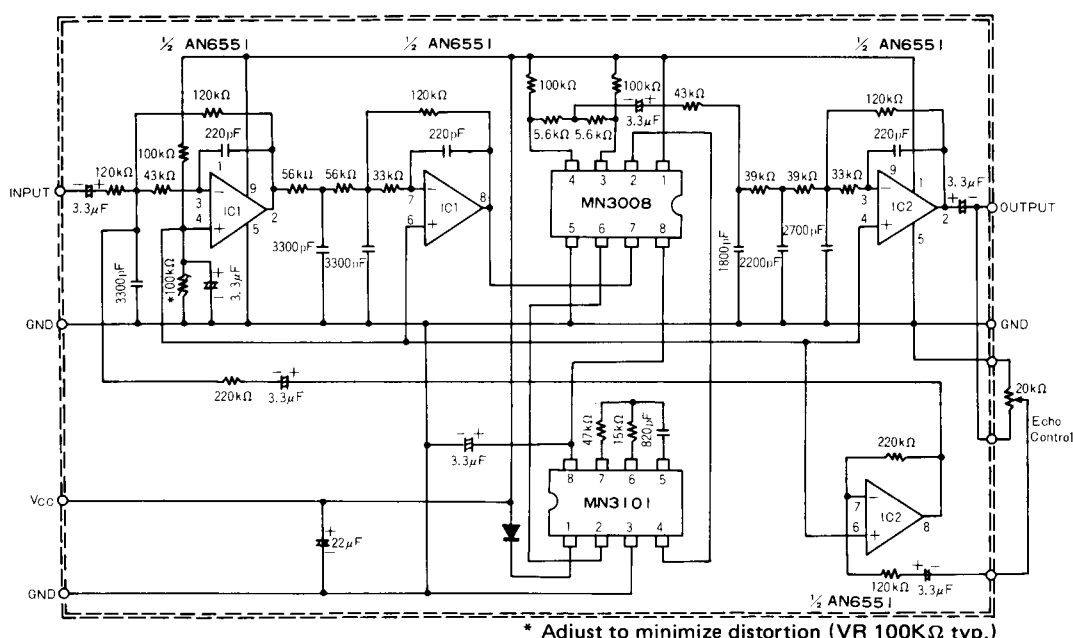 ½ AN6551
½ AN6551
½ AN6551
120kΩ
100kΩ
220pF
120kΩ
43kΩ
1
3
4
9
5
2
IC1
INPUT
- +
3.3μF
3300pF
*100kΩ
+
-
3.3μF
56kΩ
56kΩ
33kΩ
3300pF
3300pF
120kΩ
220pF
7
6
8
IC1
100kΩ
100kΩ
5.6kΩ
5.6kΩ
- +
3.3μF
43kΩ
4 3 2 1
MN3008
5 6 7 8
39kΩ
39kΩ
33kΩ
1800pF
2200pF
2700pF
120kΩ
220pF
9
3
4
1
5
2
IC2
3.3μF
+ -
OUTPUT
GND
GND
220kΩ
- +
3.3μF
20kΩ
Echo
Control
- +
3.3μF
47kΩ
15kΩ
820pF
8 7 6 5
MN3101
1 2 3 4
220kΩ
7
6
8
IC2
120kΩ
+ -
3.3μF
Vcc
+
-
22μF
GND
½ AN6551
* Adjust to minimize distortion (VR 100KΩ typ.)